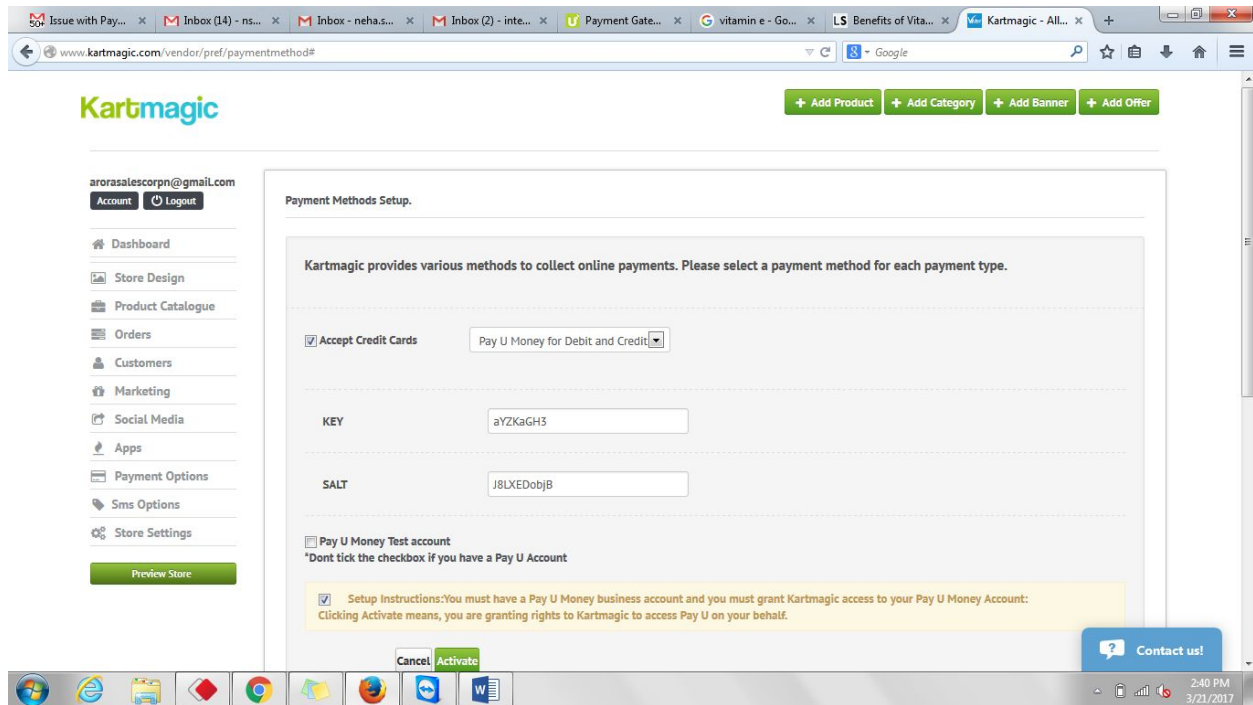 50+ Issue with Pay...
Inbox (14) - ns...
Inbox - neha.s...
Inbox (2) - inte...
Payment Gate...
vitamin e - Go...
LS Benefits of Vita...
Kartmagic - All...
www.kartmagic.com/vendor/pref/paymentmethod#
8 Google
Kartmagic
+ Add Product
+ Add Category
+ Add Banner
+ Add Offer
arorasalescorpn@gmail.com
Account
Logout
Dashboard
Store Design
Product Catalogue
Orders
Customers
Marketing
Social Media
Apps
Payment Options
Sms Options
Store Settings
Preview Store
Payment Methods Setup.
Kartmagic provides various methods to collect online payments. Please select a payment method for each payment type.
Accept Credit Cards
Pay U Money for Debit and Credit
KEY
aYZKaGH3
SALT
J8LXEDobjB
Pay U Money Test account
*Dont tick the checkbox if you have a Pay U Account
Setup Instructions:You must have a Pay U Money business account and you must grant Kartmagic access to your Pay U Money Account:
Clicking Activate means, you are granting rights to Kartmagic to access Pay U on your behalf.
Cancel
Activate
? Contact us!
2:40 PM
3/21/2017